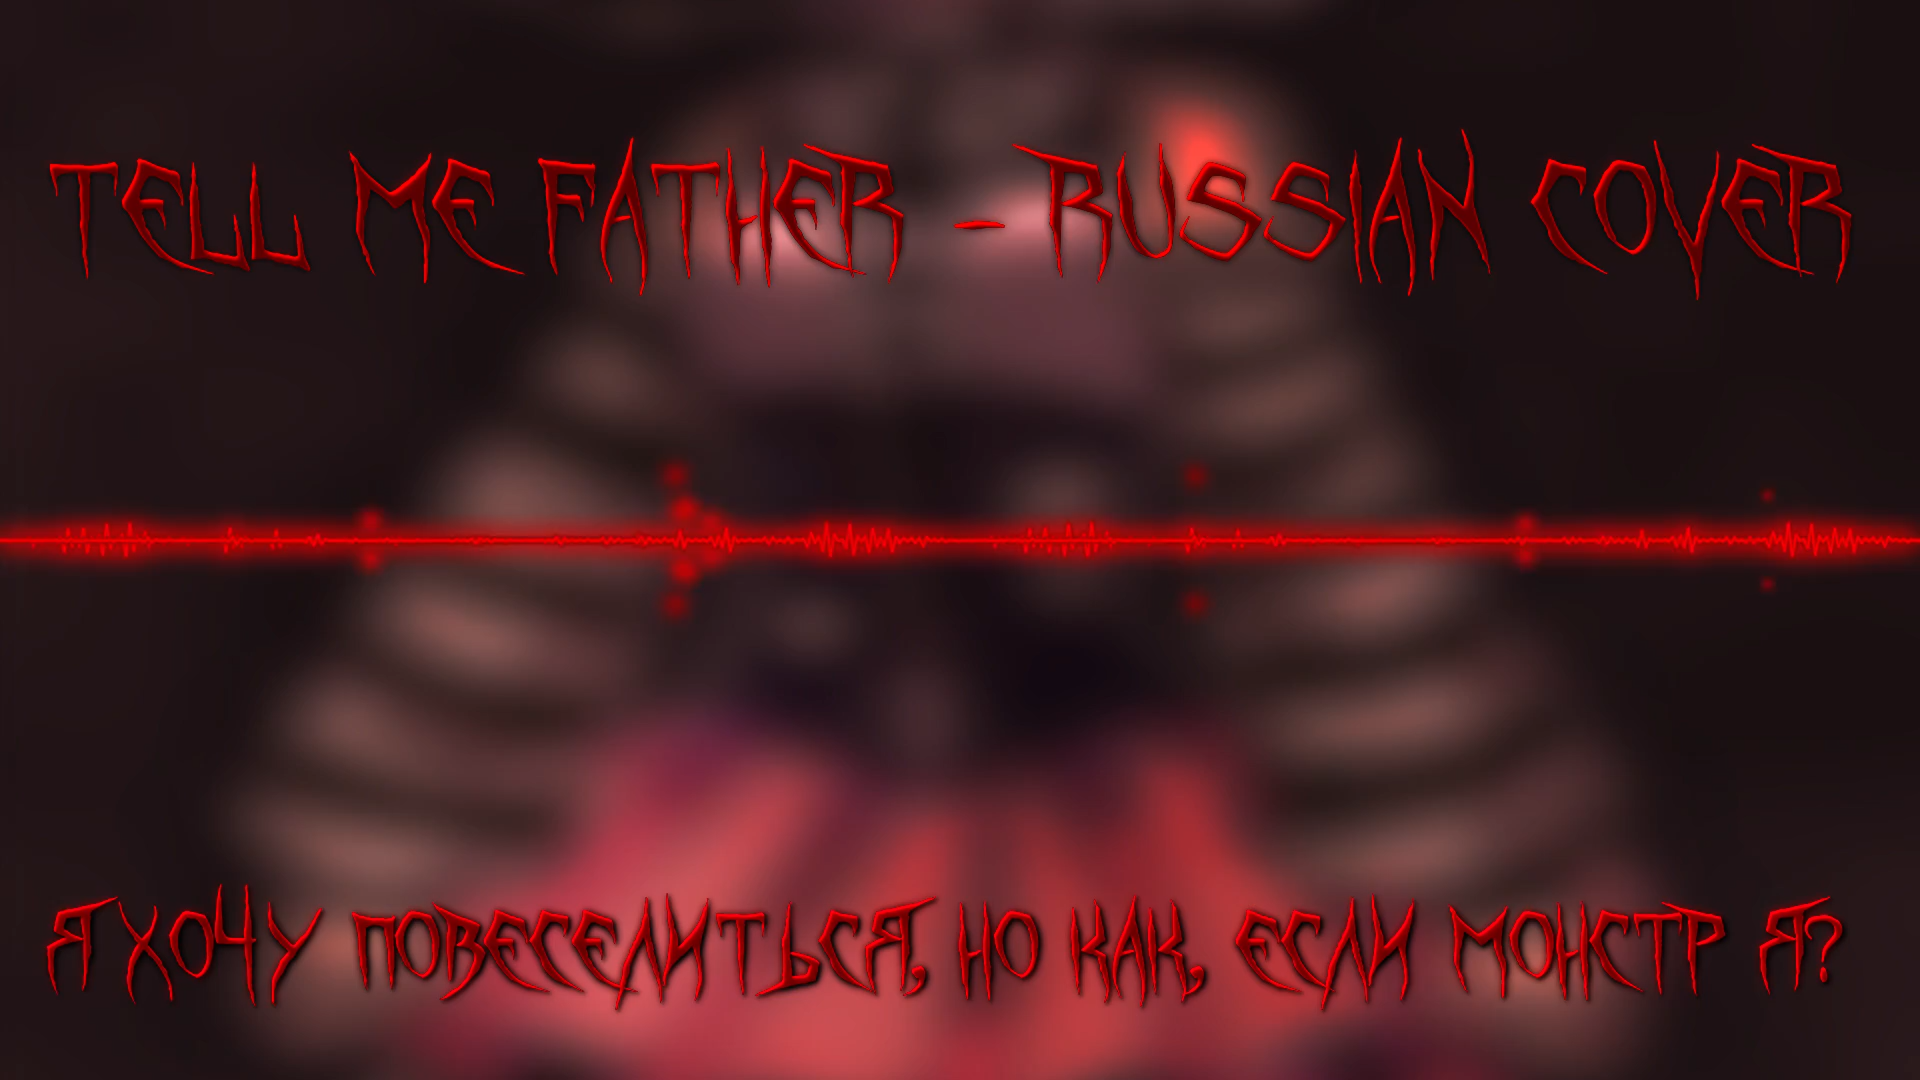 TELL ME FATHER - RUSSIAN COVER
Я ХОЧУ ПОВЕСЕЛИТЬСЯ, НО КАК, ЕСЛИ МОНСТР Я?